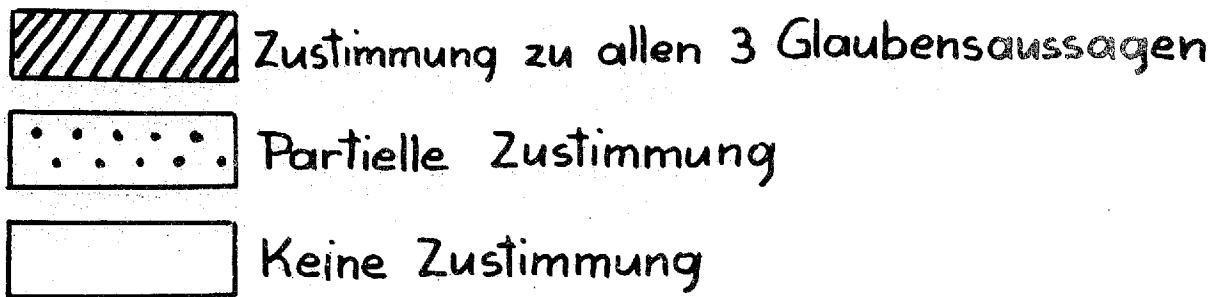 Zustimmung zu allen 3 Glaubensaussagen
Partielle Zustimmung
Keine Zustimmung